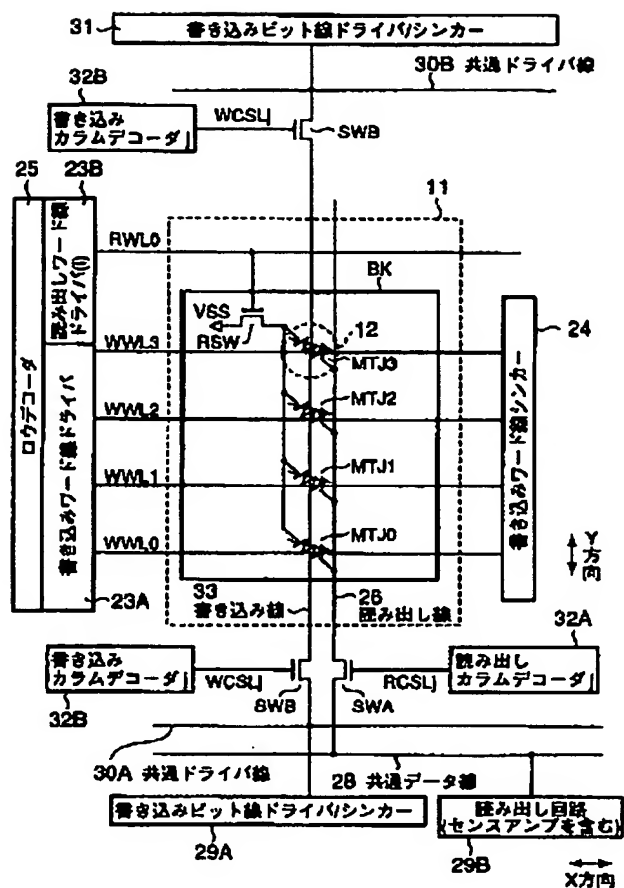 31
書き込みビット線ドライバ/シンカー
30B 共通ドライバ線
32B
書き込み
カラムデコーダj
WCSLj
SWB
25
23B
11
ロウデコーダ
読み出しワード線
ドライバ(i)
書き込みワード線ドライバ
RWL0
BK
VSS
RSW
12
24
WWL3
MTJ3
WWL2
MTJ2
WWL1
MTJ1
WWL0
MTJ0
書き込みワード線シンカー
Y方向
23A
33
書き込み線
26
読み出し線
32A
書き込み
カラムデコーダj
32B
WCSLj
SWB
SWA
RCSLj
読み出し
カラムデコーダj
30A 共通ドライバ線
28 共通データ線
書き込みビット線ドライバ/シンカー
29A
読み出し回路
(センスアンプを含む)
29B
X方向